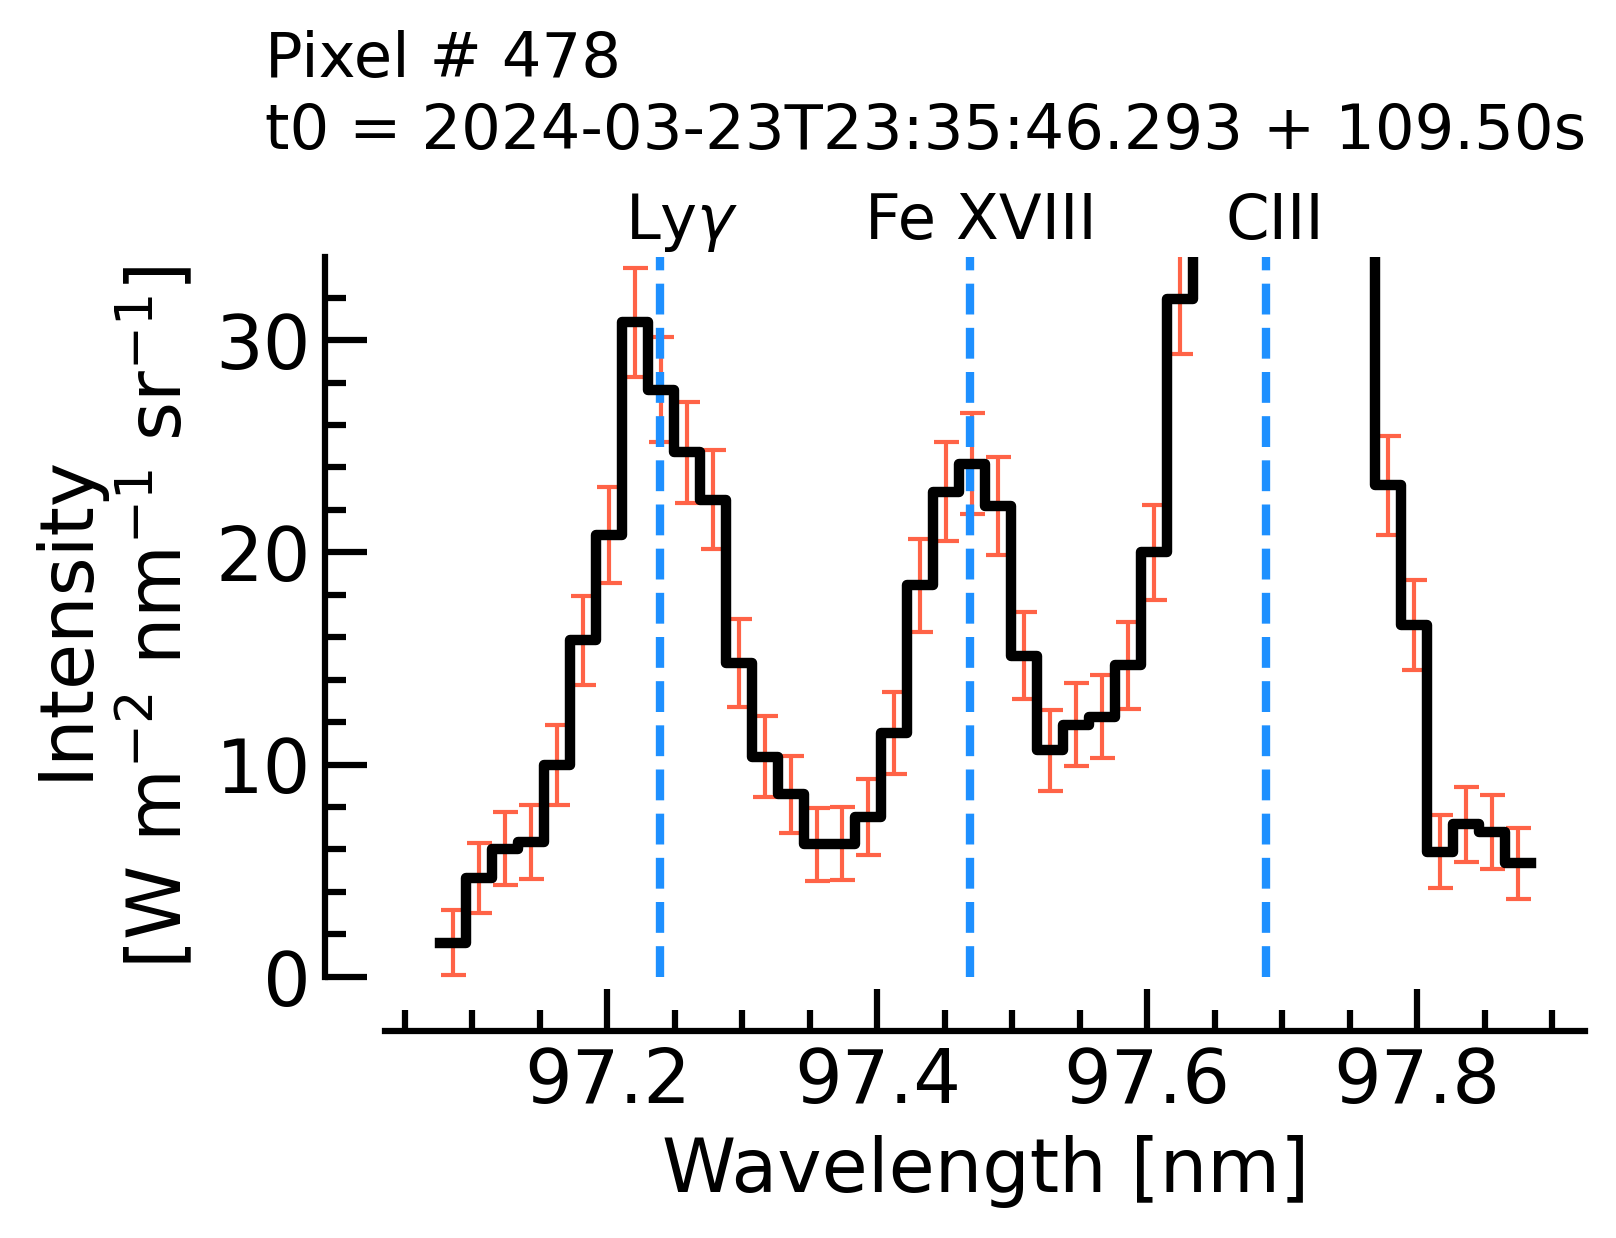 Pixel # 478
t0 = 2024-03-23T23:35:46.293 + 109.50s
Lyγ Fe XVIII CIII
Intensity
[W m⁻² nm⁻¹ sr⁻¹]
30
20
10
0
97.2 97.4 97.6 97.8
Wavelength [nm]